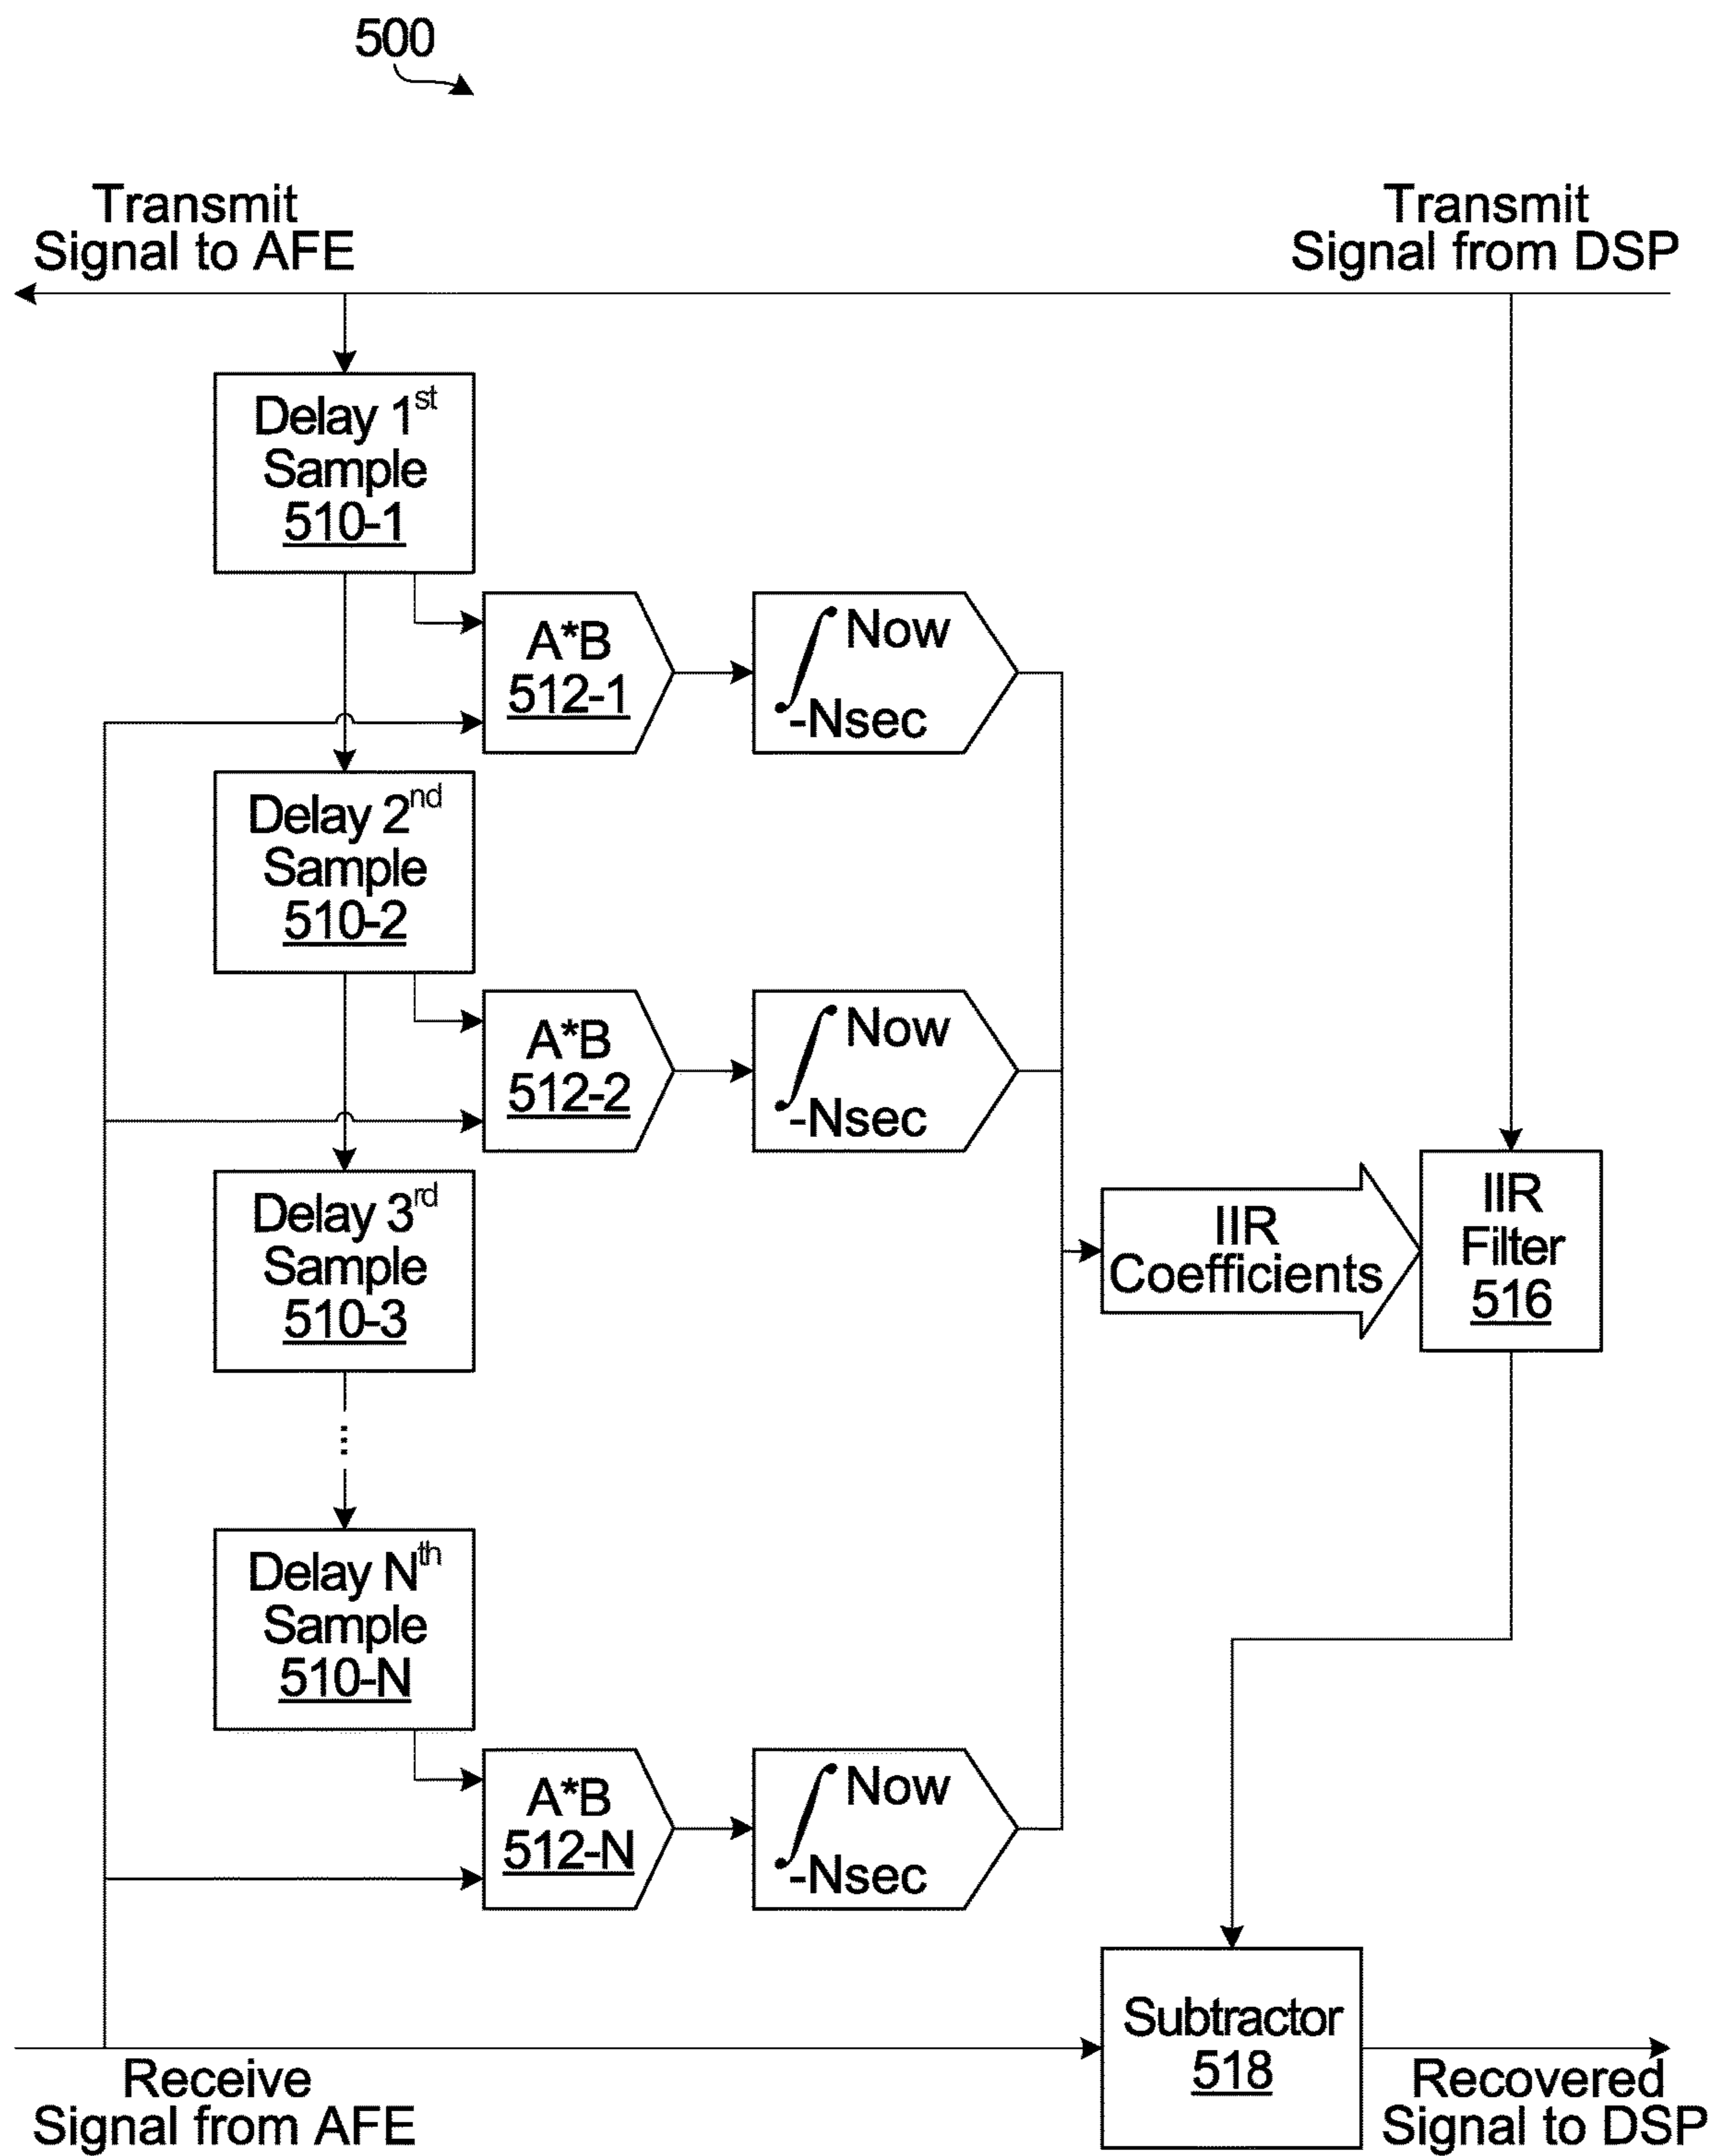 500
Transmit
Signal to AFE
Transmit
Signal from DSP
Delay 1st
Sample
510-1
A*B
512-1
∫ Now
-Nsec
Delay 2nd
Sample
510-2
A*B
512-2
∫ Now
-Nsec
Delay 3rd
Sample
510-3
...
IIR
Coefficients
IIR
Filter
516
Delay Nth
Sample
510-N
A*B
512-N
∫ Now
-Nsec
Subtractor
518
Receive
Signal from AFE
Recovered
Signal to DSP